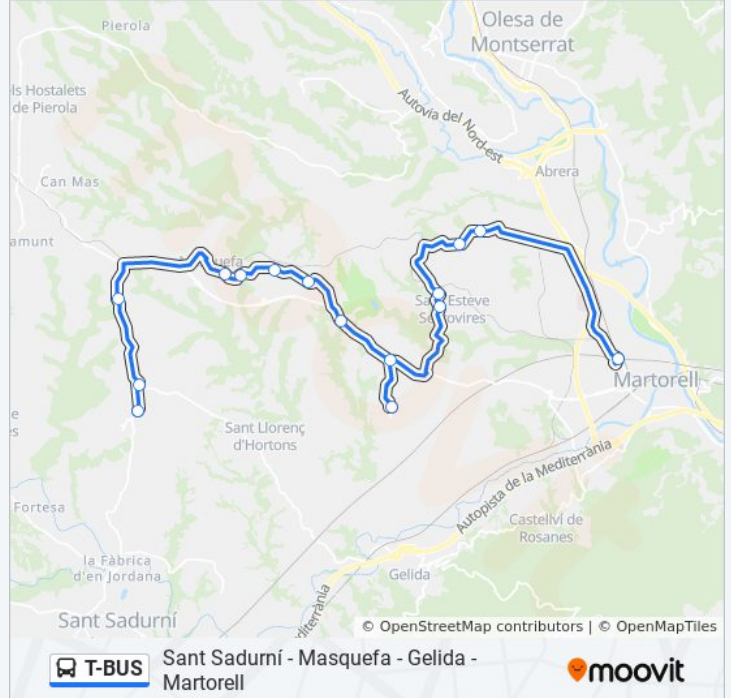 Pierola
Olesa de
Montserrat
ls Hostalets
de Pierola
Autovia del Nord-est
Abrera
Can Mas
amunt
Sant Esteve
Martorell
Sant Llorenç
d'Hortons
Autopista de la Mediterrània
Fortesa
Castellví de
Rosanes
la Fàbrica
d'en Jordana
Gelida
Sant Sadurní
© OpenStreetMap contributors | © OpenMapTiles
T-BUS
Sant Sadurní - Masquefa - Gelida -
Martorell
moovit